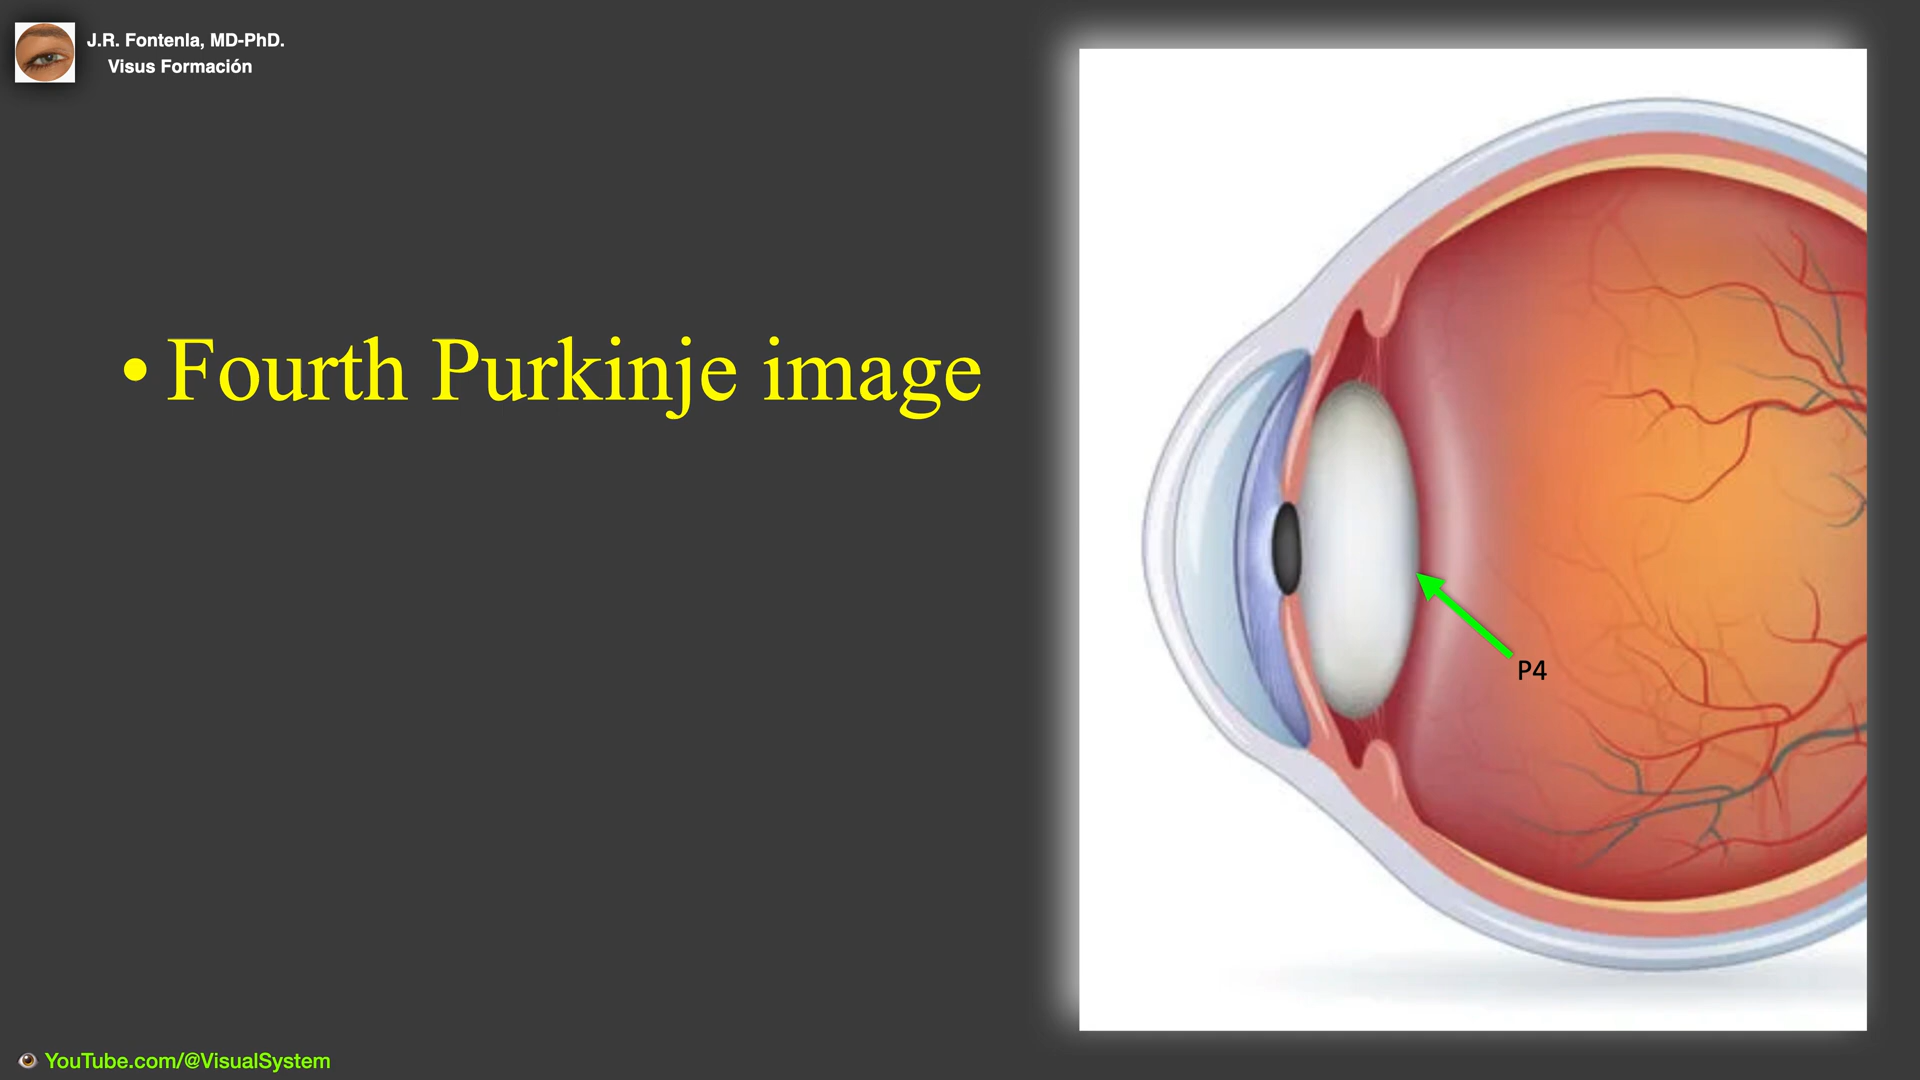 J.R. Fontenla, MD-PhD.
Visus Formación
• Fourth Purkinje image
P4
YouTube.com/@VisualSystem